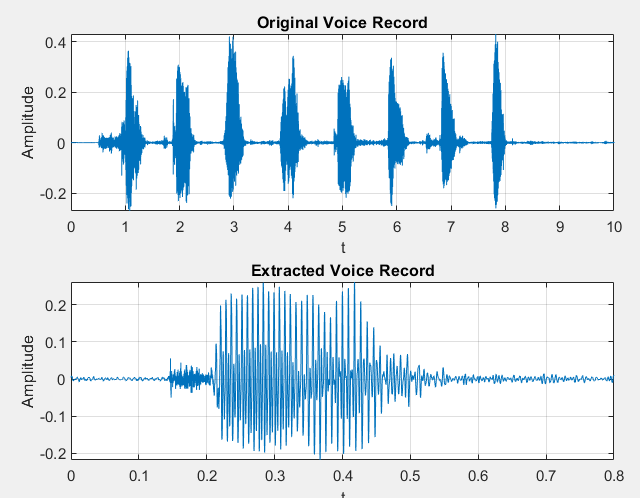 Original Voice Record
0.4
0.2
0
-0.2
Amplitude
0 1 2 3 4 5 6 7 8 9 10
t
Extracted Voice Record
0.2
0.1
0
-0.1
-0.2
Amplitude
0 0.1 0.2 0.3 0.4 0.5 0.6 0.7 0.8
t